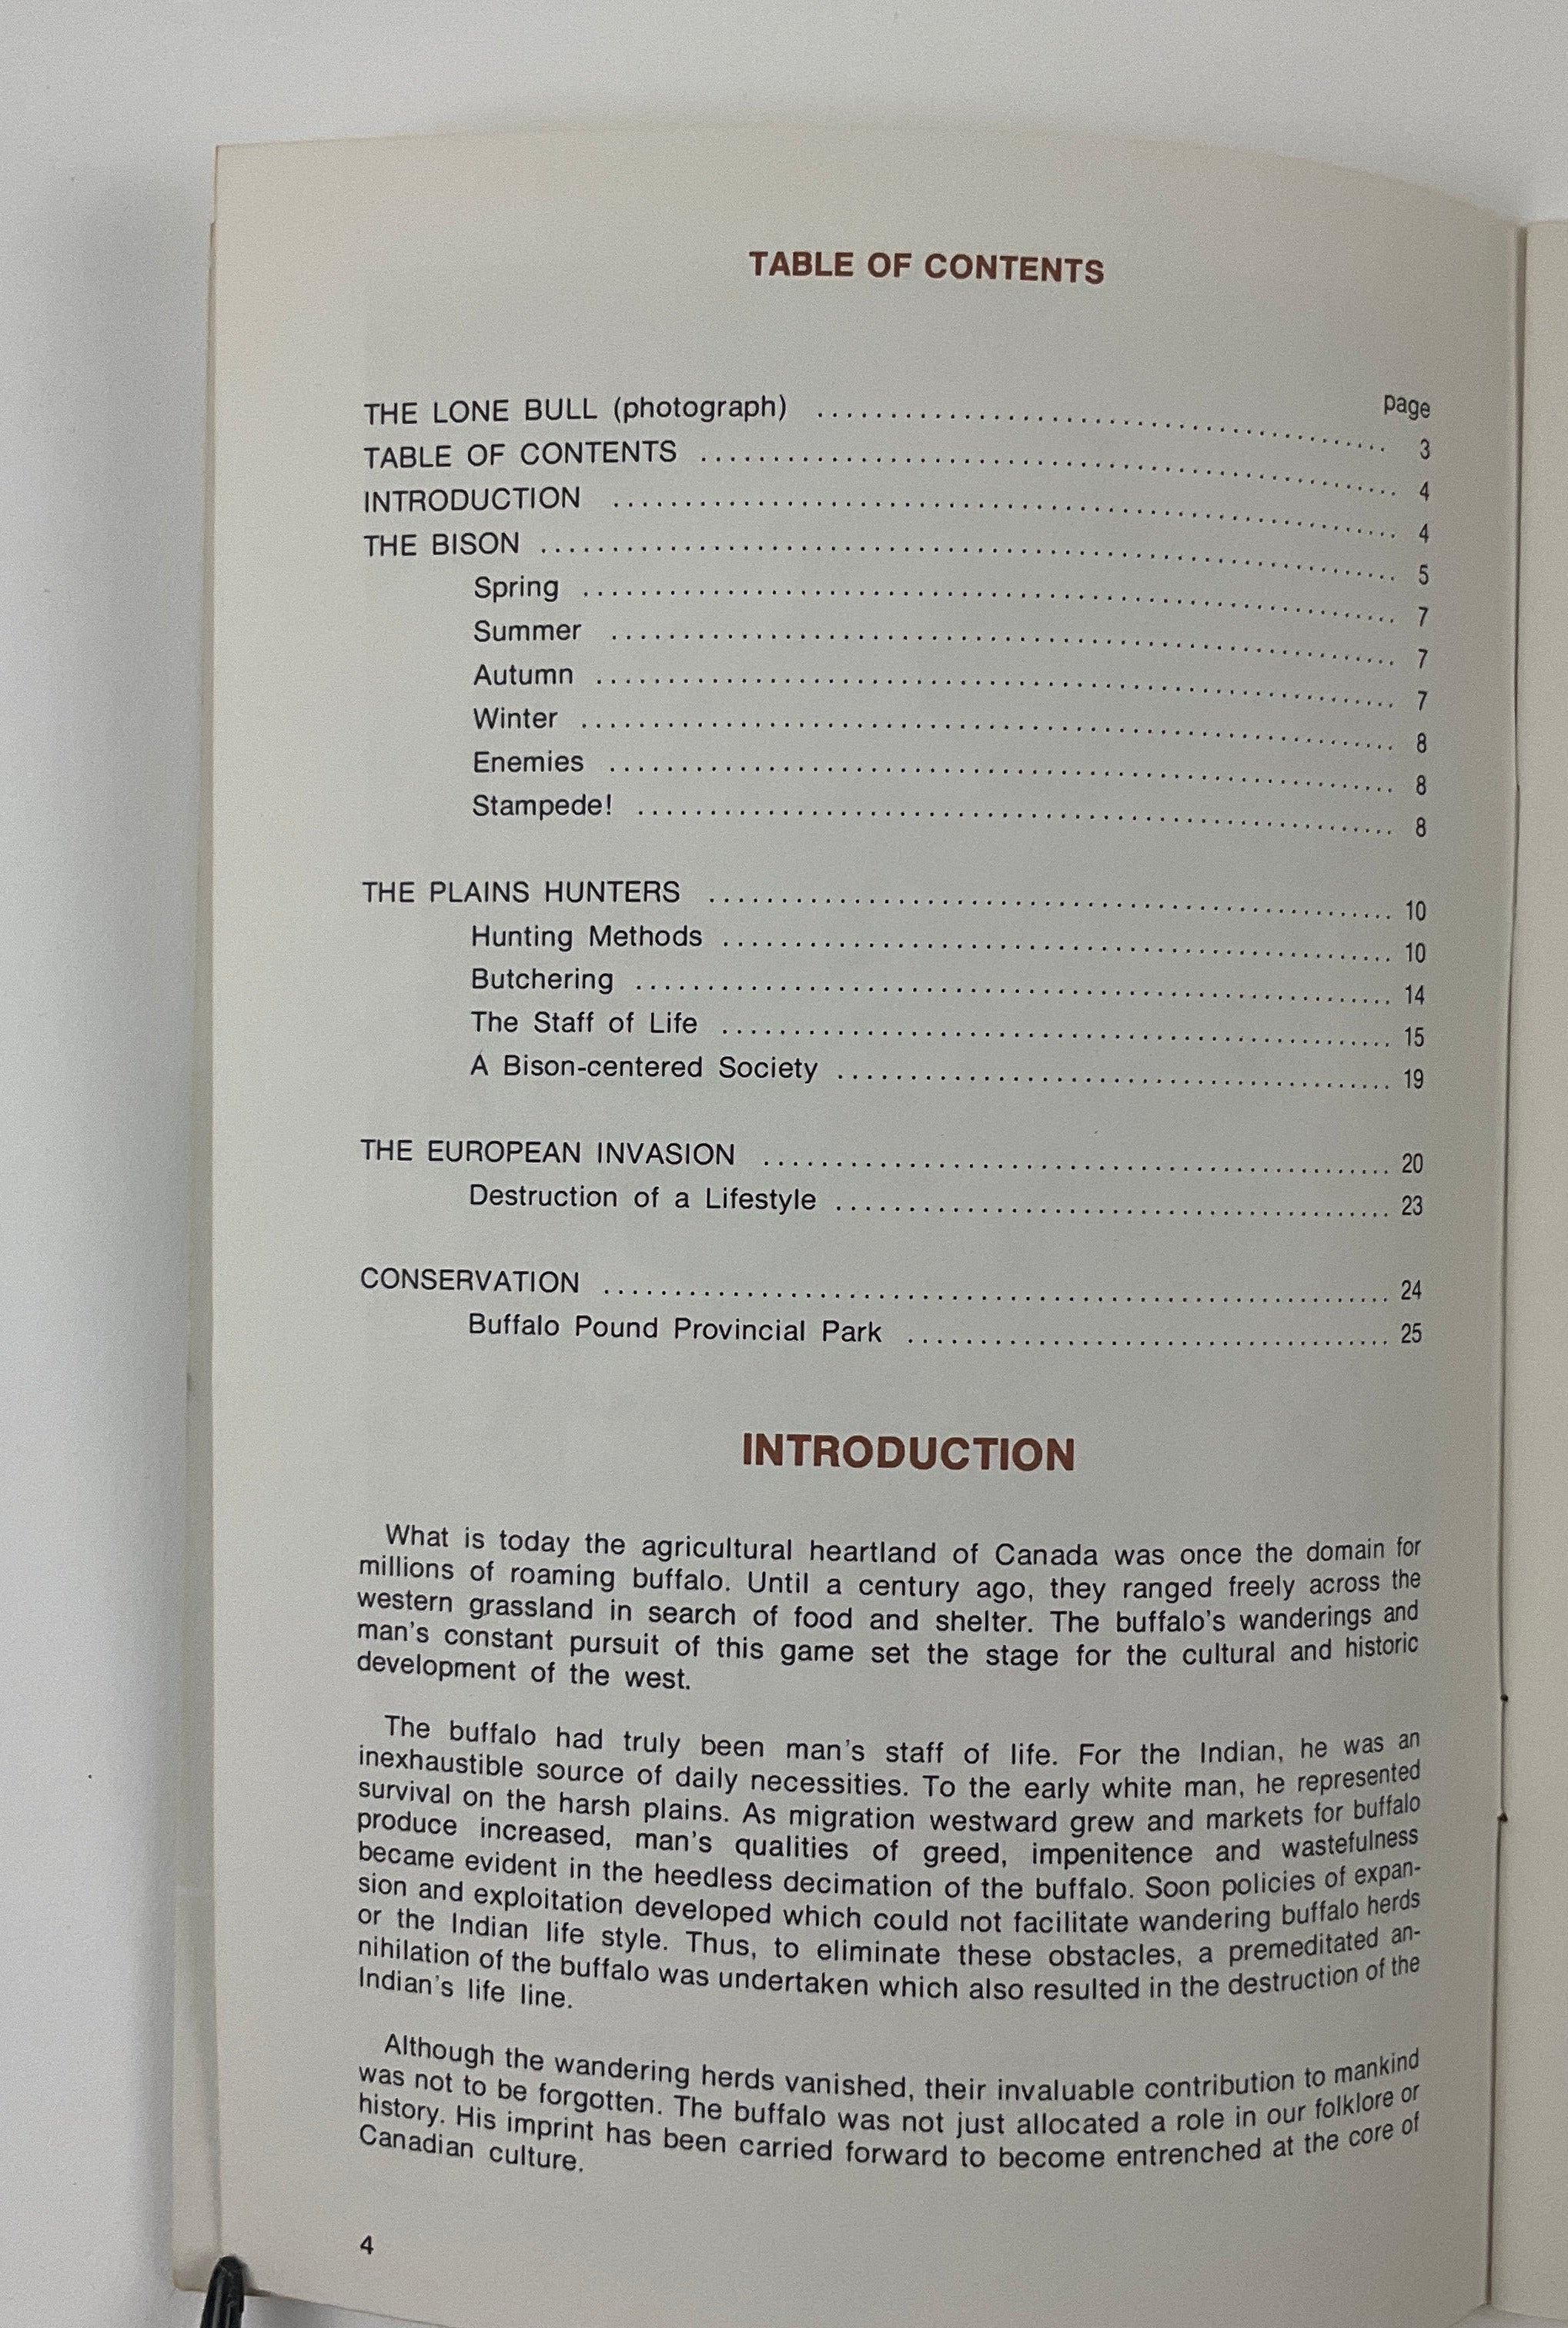 TABLE OF CONTENTS
page
THE LONE BULL (photograph) .......... 3
TABLE OF CONTENTS .......... 4
INTRODUCTION .......... 4
THE BISON .......... 5
Spring .......... 7
Summer .......... 7
Autumn .......... 7
Winter .......... 8
Enemies .......... 8
Stampede! .......... 8
THE PLAINS HUNTERS .......... 10
Hunting Methods .......... 10
Butchering .......... 14
The Staff of Life .......... 15
A Bison-centered Society .......... 19
THE EUROPEAN INVASION .......... 20
Destruction of a Lifestyle .......... 23
CONSERVATION .......... 24
Buffalo Pound Provincial Park .......... 25
INTRODUCTION
What is today the agricultural heartland of Canada was once the domain for
millions of roaming buffalo. Until a century ago, they ranged freely across the
western grassland in search of food and shelter. The buffalo's wanderings and
man's constant pursuit of this game set the stage for the cultural and historic
development of the west.
The buffalo had truly been man's staff of life. For the Indian, he was an
inexhaustible source of daily necessities. To the early white man, he represented
survival on the harsh plains. As migration westward grew and markets for buffalo
produce increased, man's qualities of greed, impenitence and wastefulness
became evident in the heedless decimation of the buffalo. Soon policies of expan-
sion and exploitation developed which could not facilitate wandering buffalo herds
or the Indian life style. Thus, to eliminate these obstacles, a premeditated an-
nihilation of the buffalo was undertaken which also resulted in the destruction of the
Indian's life line.
Although the wandering herds vanished, their invaluable contribution to mankind
was not to be forgotten. The buffalo was not just allocated a role in our folklore or
history. His imprint has been carried forward to become entrenched at the core of
Canadian culture.
4